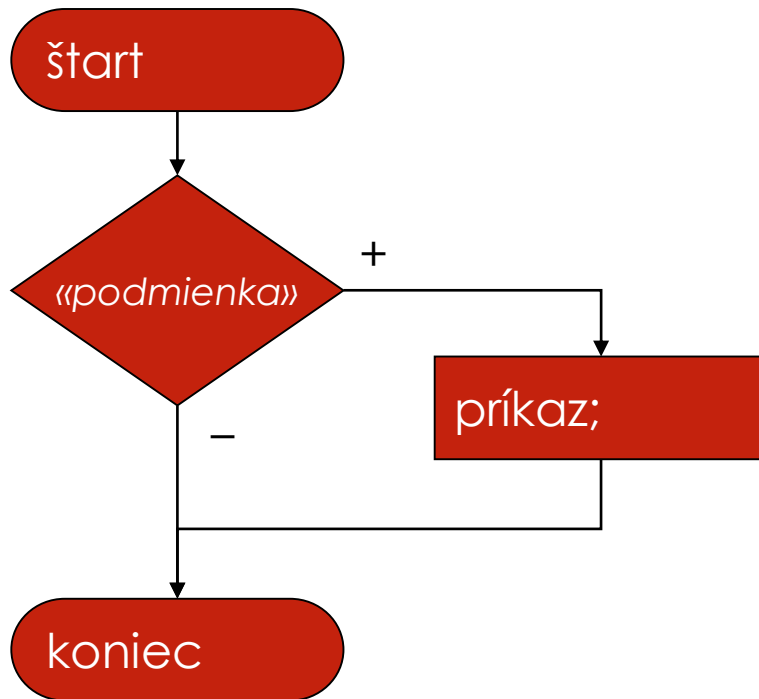 štart
«podmienka»
+
príkaz;
–
koniec